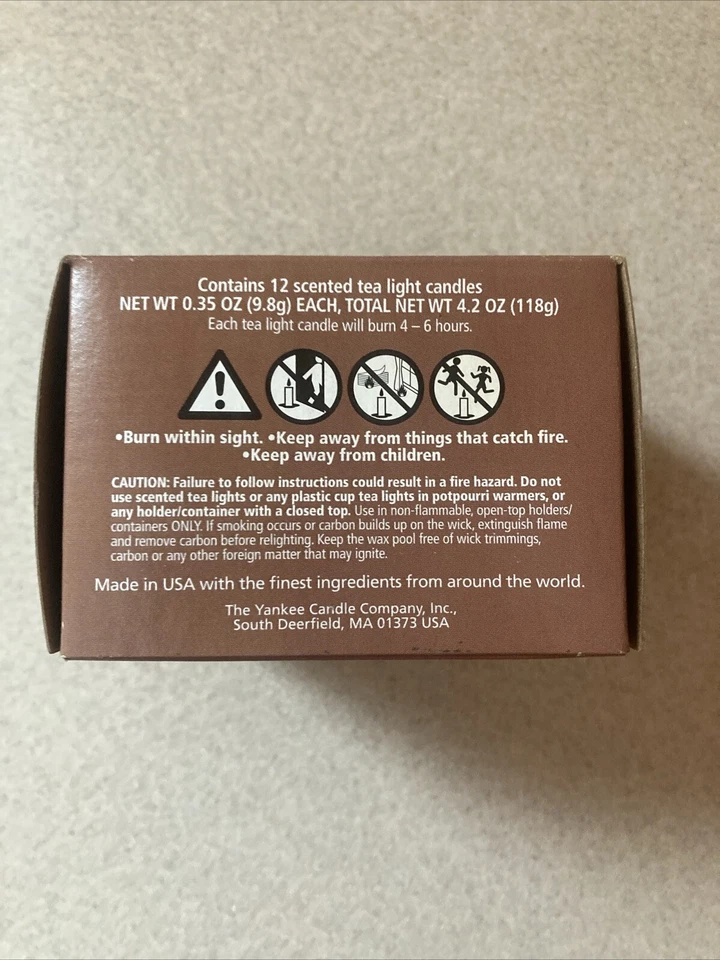 Contains 12 scented tea light candles
NET WT 0.35 OZ (9.8g) EACH, TOTAL NET WT 4.2 OZ (118g)
Each tea light candle will burn 4 – 6 hours.
•Burn within sight. •Keep away from things that catch fire.
•Keep away from children.
CAUTION: Failure to follow instructions could result in a fire hazard. Do not
use scented tea lights or any plastic cup tea lights in potpourri warmers, or
any holder/container with a closed top. Use in non-flammable, open-top holders/
containers ONLY. If smoking occurs or carbon builds up on the wick, extinguish flame
and remove carbon before relighting. Keep the wax pool free of wick trimmings,
carbon or any other foreign matter that may ignite.
Made in USA with the finest ingredients from around the world.
The Yankee Candle Company, Inc.,
South Deerfield, MA 01373 USA